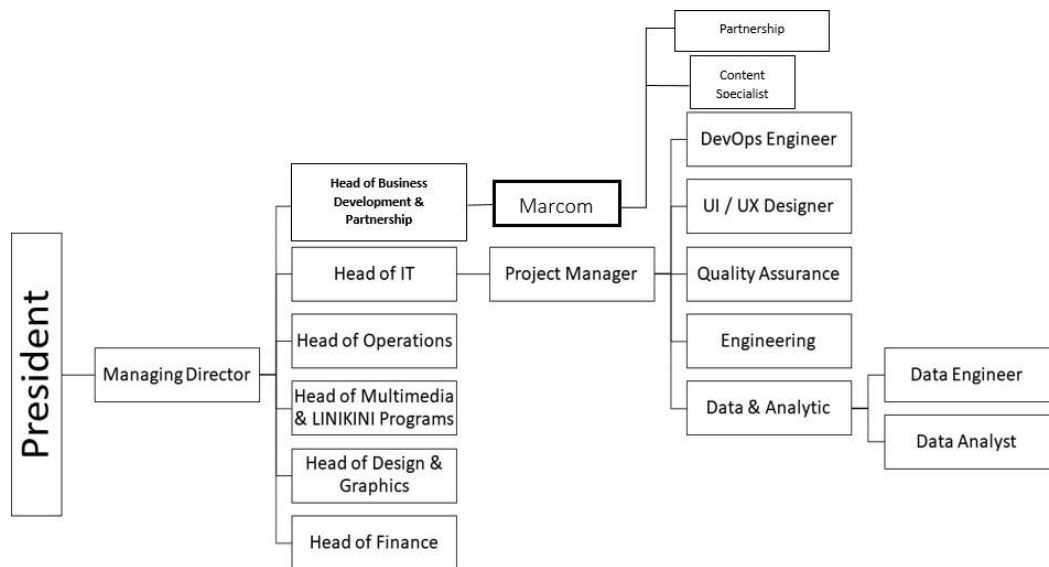 Partnership
Content
Specialist
DevOps Engineer
Head of Business
Development &
Partnership
Marcom
UI / UX Designer
President
Head of IT
Project Manager
Quality Assurance
Head of Operations
Engineering
Managing Director
Data Engineer
Head of Multimedia
& LINIKINI Programs
Data & Analytic
Data Analyst
Head of Design &
Graphics
Head of Finance